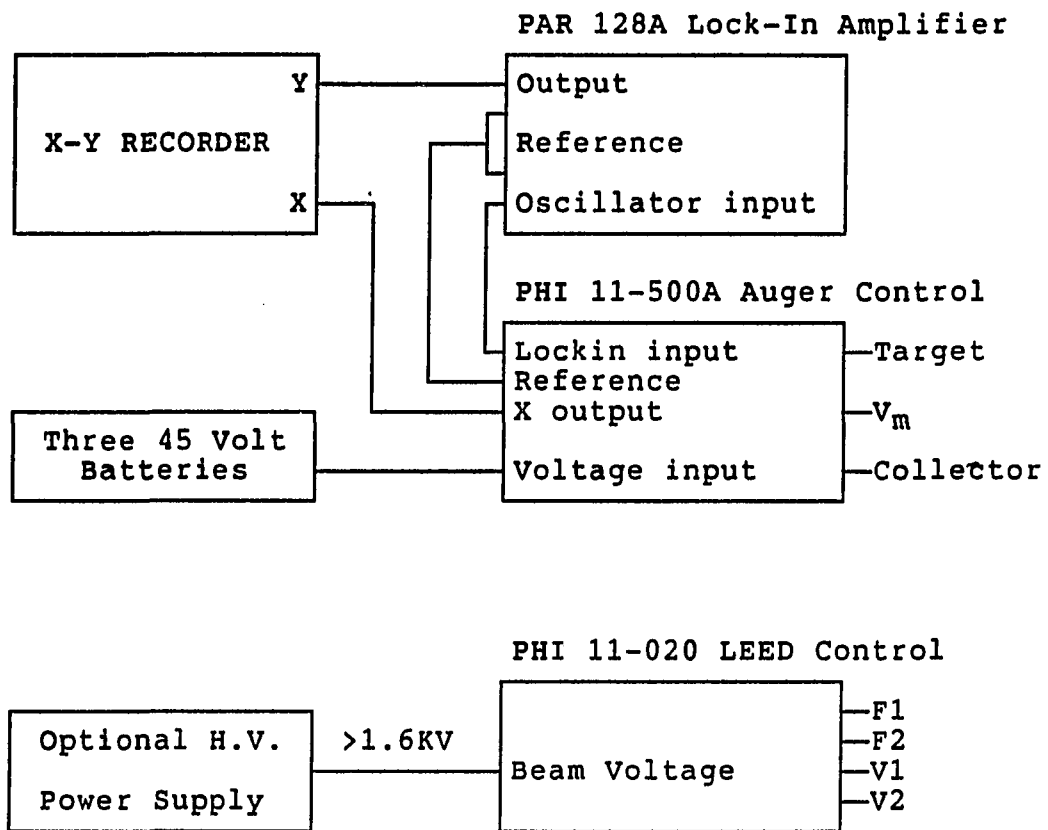 PAR 128A Lock-In Amplifier
Y
Output
X-Y RECORDER
Reference
X
Oscillator input
PHI 11-500A Auger Control
Lockin input
Target
Reference
X output
Vm
Three 45 Volt
Batteries
Voltage input
Collector
PHI 11-020 LEED Control
F1
Optional H.V.
>1.6KV
F2
Beam Voltage
V1
Power Supply
V2